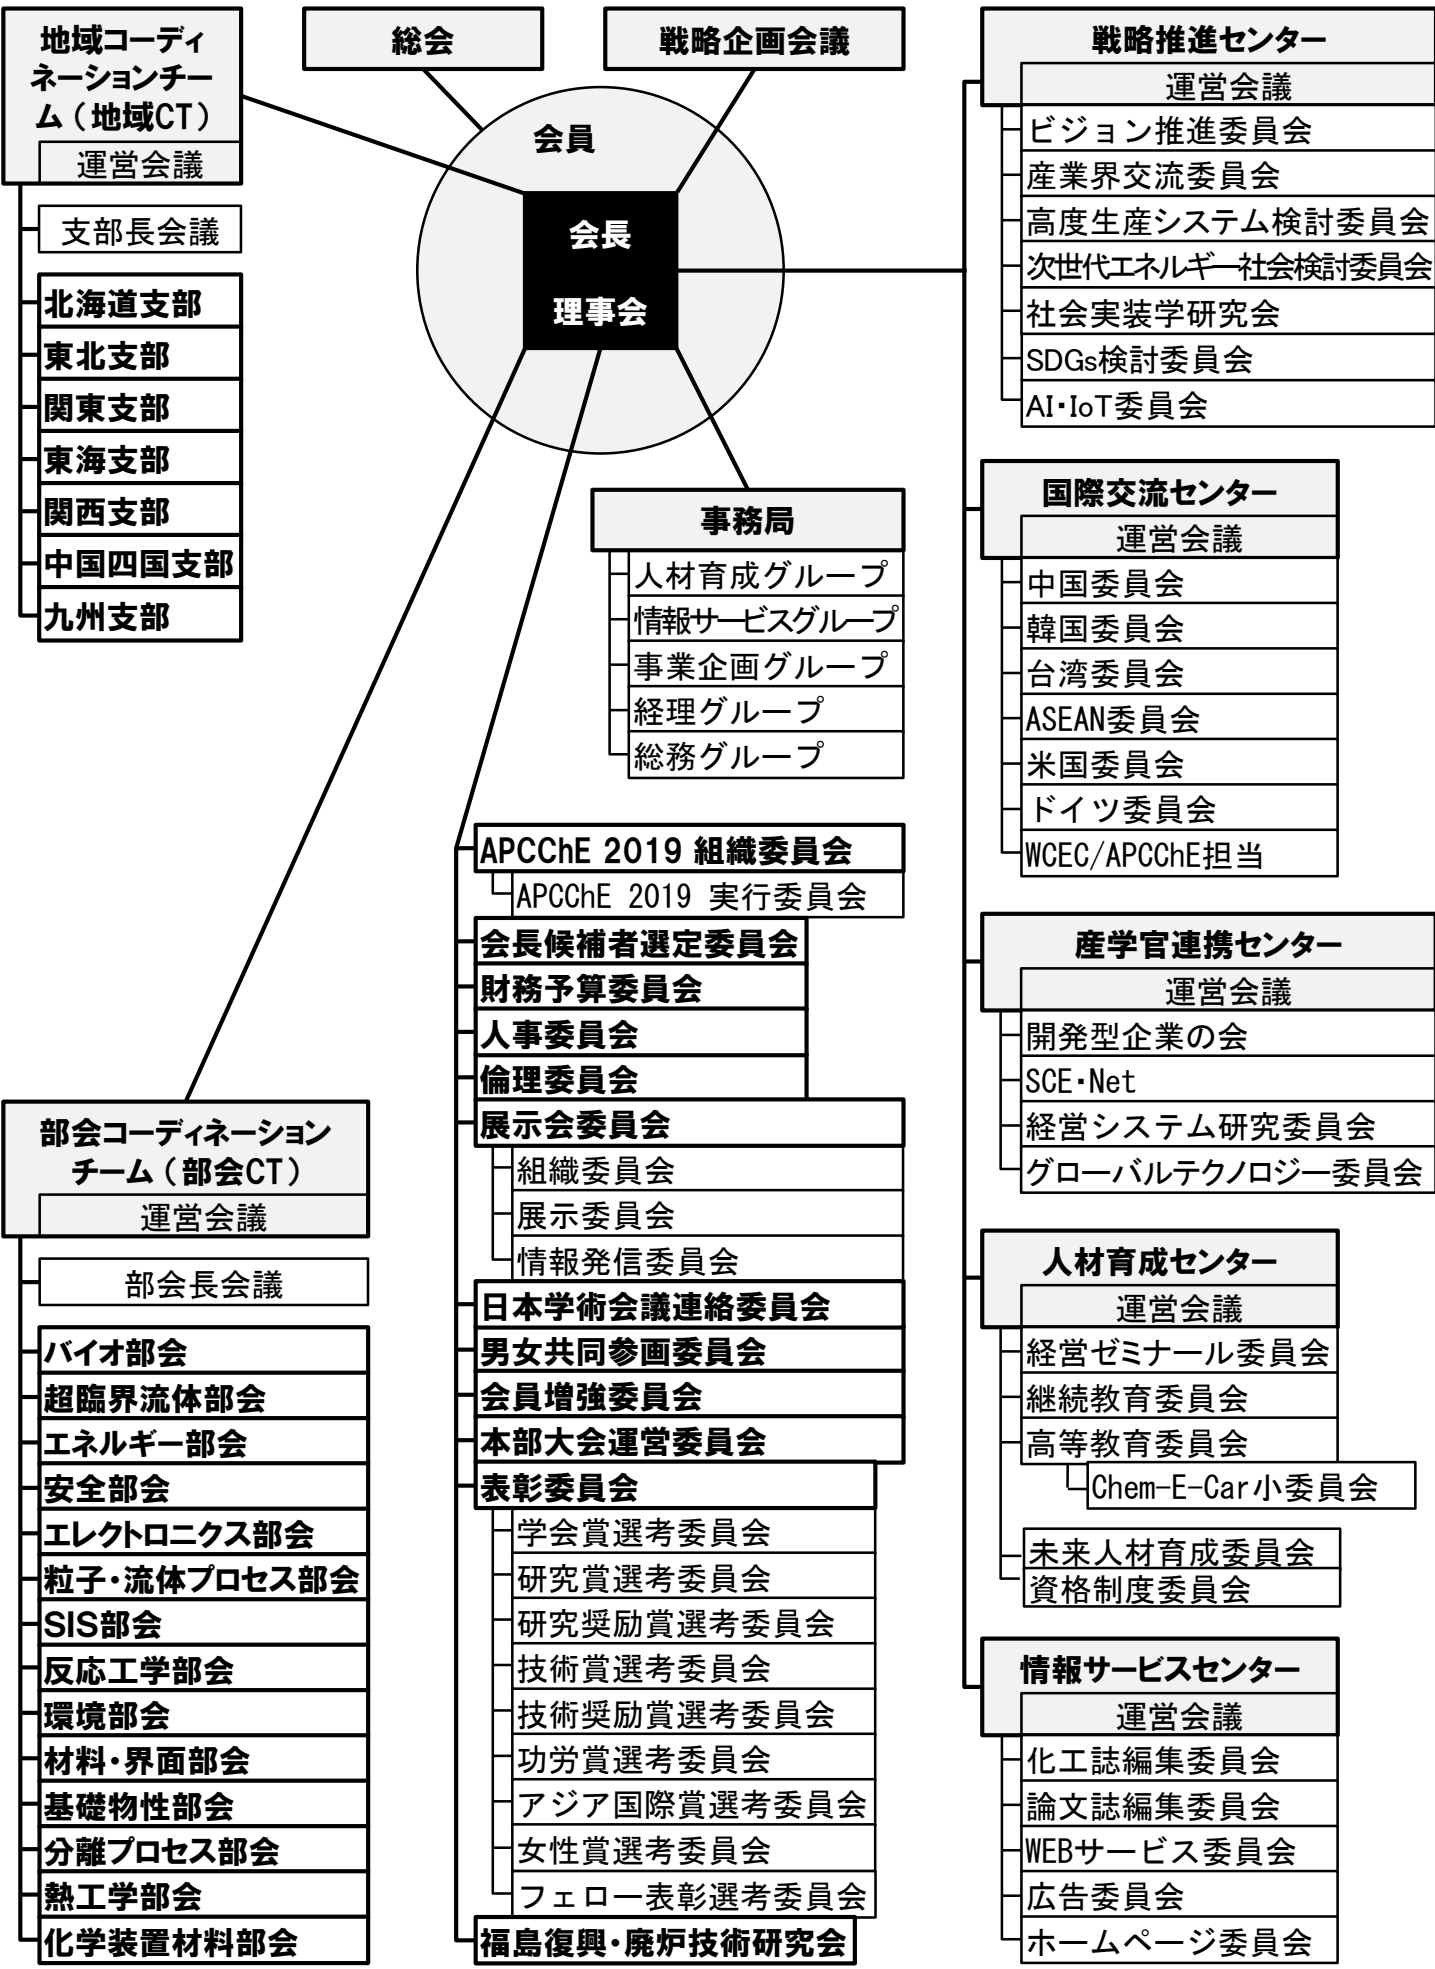 地域コーディ
ネーションチー
ム（地域CT）
運営会議
支部長会議
北海道支部
東北支部
関東支部
東海支部
関西支部
中国四国支部
九州支部
総会
戦略企画会議
会員
会長
理事会
事務局
人材育成グループ
情報サービスグループ
事業企画グループ
経理グループ
総務グループ
部会コーディネーション
チーム（部会CT）
運営会議
部会長会議
バイオ部会
超臨界流体部会
エネルギー部会
安全部会
エレクトロニクス部会
粒子・流体プロセス部会
SIS部会
反応工学部会
環境部会
材料・界面部会
基礎物性部会
分離プロセス部会
熱工学部会
化学装置材料部会
APCChE 2019 組織委員会
APCChE 2019 実行委員会
会長候補者選定委員会
財務予算委員会
人事委員会
倫理委員会
展示会委員会
組織委員会
展示委員会
情報発信委員会
日本学術会議連絡委員会
男女共同参画委員会
会員増強委員会
本部大会運営委員会
表彰委員会
学会賞選考委員会
研究賞選考委員会
研究奨励賞選考委員会
技術賞選考委員会
技術奨励賞選考委員会
功労賞選考委員会
アジア国際賞選考委員会
女性賞選考委員会
フェロー表彰選考委員会
福島復興・廃炉技術研究会
戦略推進センター
運営会議
ビジョン推進委員会
産業界交流委員会
高度生産システム検討委員会
次世代エネルギー社会検討委員会
社会実装学研究会
SDGs検討委員会
AI・IoT委員会
国際交流センター
運営会議
中国委員会
韓国委員会
台湾委員会
ASEAN委員会
米国委員会
ドイツ委員会
WCEC/APCChE担当
産学官連携センター
運営会議
開発型企業の会
SCE・Net
経営システム研究委員会
グローバルテクノロジー委員会
人材育成センター
運営会議
経営ゼミナール委員会
継続教育委員会
高等教育委員会
Chem-E-Car小委員会
未来人材育成委員会
資格制度委員会
情報サービスセンター
運営会議
化工誌編集委員会
論文誌編集委員会
WEBサービス委員会
広告委員会
ホームページ委員会